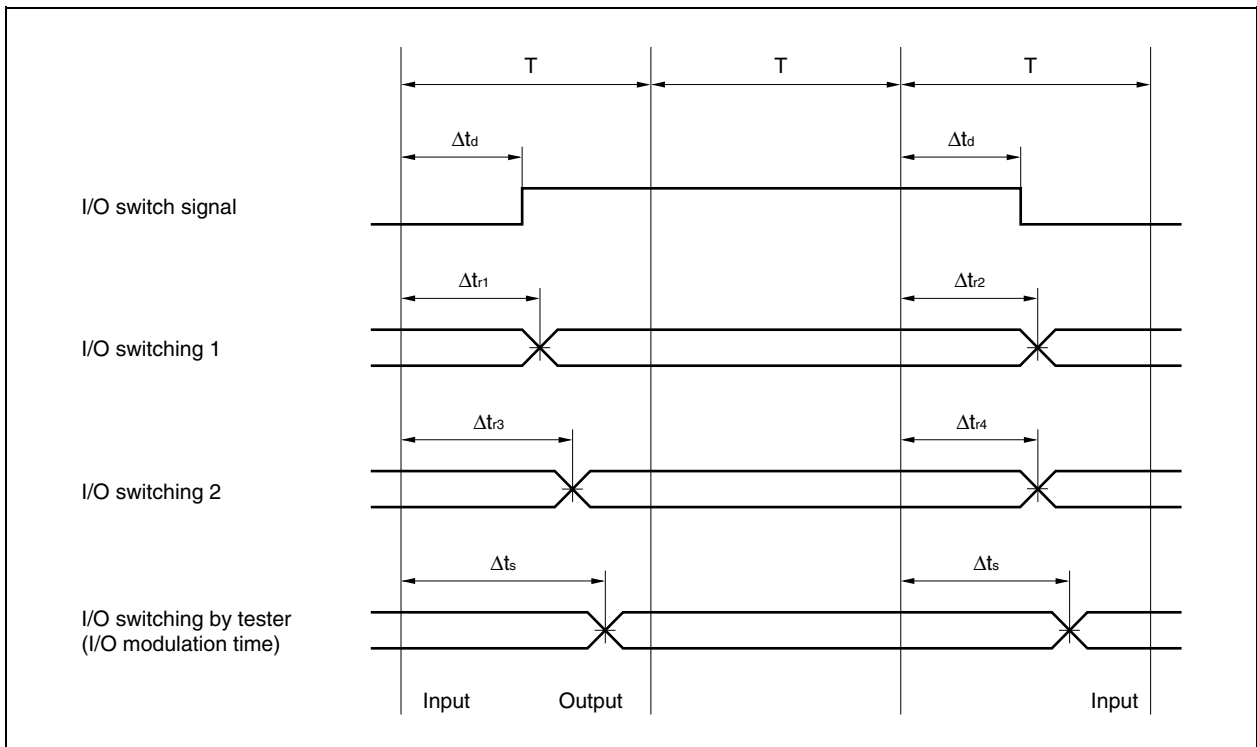 T T T
Δtd Δtd
I/O switch signal
Δtr1 Δtr2
I/O switching 1
Δtr3 Δtr4
I/O switching 2
Δts Δts
I/O switching by tester
(I/O modulation time)
Input Output Input